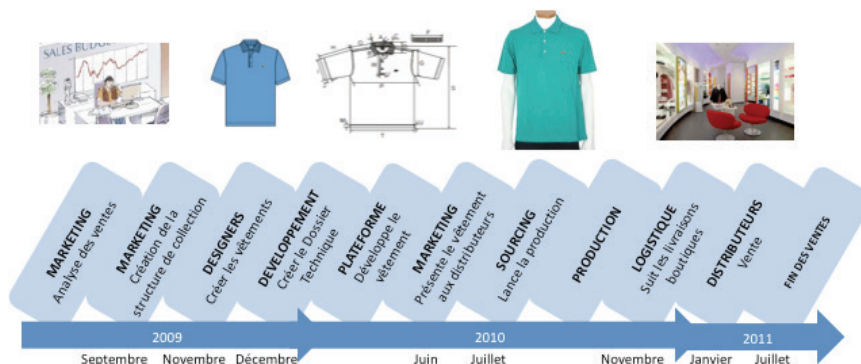 SALES BUDGET
MARKETING
Analyse des ventes
MARKETING
Création de la
structure de collection
DESIGNERS
Créer les vêtements
DEVELOPPEMENT
Créer le Dossier
Technique
PLATEFORME
Développe le
vêtement
MARKETING
Présente le vêtement
aux distributeurs
SOURCING
Lance la production
PRODUCTION
LOGISTIQUE
Suit les livraisons
boutiques
DISTRIBUTEURS
Vente
FIN DES VENTES
2009
2010
2011
Septembre
Novembre
Décembre
Juin
Juillet
Novembre
Janvier
Juillet